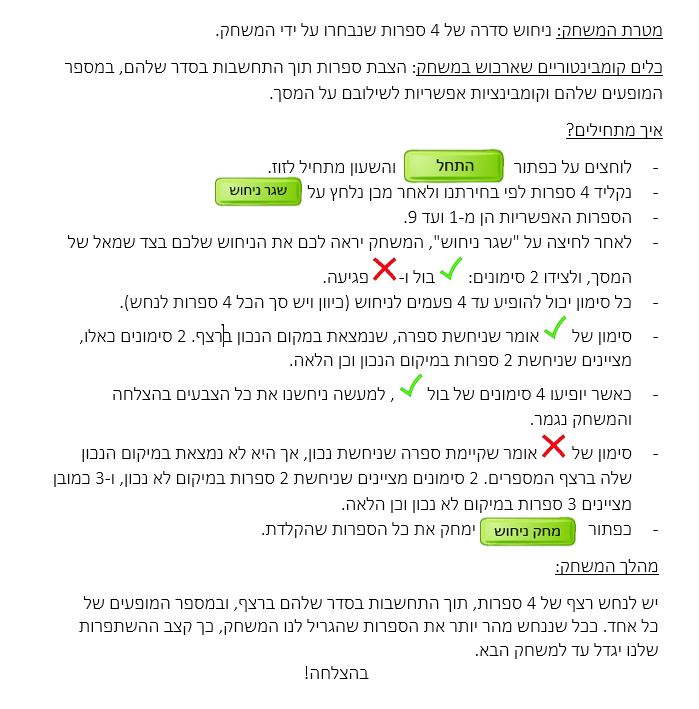 מטרת המשחק: ניחוש סדרה של 4 ספרות שנבחרו על ידי המשחק.
כלים קומבינטוריים שארכוש במשחק: הצבת ספרות תוך התחשבות בסדר שלהם, במספר
המופעים שלהם וקומבינציות אפשריות לשילובם על המסך.
איך מתחילים?
- לוחצים על כפתור התחל והשעון מתחיל לזוז.
- נקליד 4 ספרות לפי בחירתנו ולאחר מכן נלחץ על שגר ניחוש
- הספרות האפשריות הן מ-1 ועד 9.
- לאחר לחיצה על "שגר ניחוש", המשחק יראה לכם את הניחוש שלכם בצד שמאל של
המסך, ולצידו 2 סימונים: ✓ בול ו-✗ פגיעה.
- כל סימון יכול להופיע עד 4 פעמים לניחוש (כיוון ויש סך הכל 4 ספרות לנחש).
- סימון של ✓ אומר שניחשת ספרה, שנמצאת במקום הנכון ברצף. 2 סימונים כאלו,
מציינים שניחשת 2 ספרות במיקום הנכון וכן הלאה.
- כאשר יופיעו 4 סימונים של בול ✓ , למעשה ניחשנו את כל הצבעים בהצלחה
והמשחק נגמר.
- סימון של ✗ אומר שקיימת ספרה שניחשת נכון, אך היא לא נמצאת במיקום הנכון
שלה ברצף המספרים. 2 סימונים מציינים שניחשת 2 ספרות במיקום לא נכון, ו-3 כמובן
מציינים 3 ספרות במיקום לא נכון וכן הלאה.
- כפתור מחק ניחוש ימחק את כל הספרות שהקלדת.
מהלך המשחק:
יש לנחש רצף של 4 ספרות, תוך התחשבות בסדר שלהם ברצף, ובמספר המופעים של
כל אחד. ככל שננחש מהר יותר את הספרות שהגריל לנו המשחק, כך קצב ההשתפרות
שלנו יגדל עד למשחק הבא.
בהצלחה!